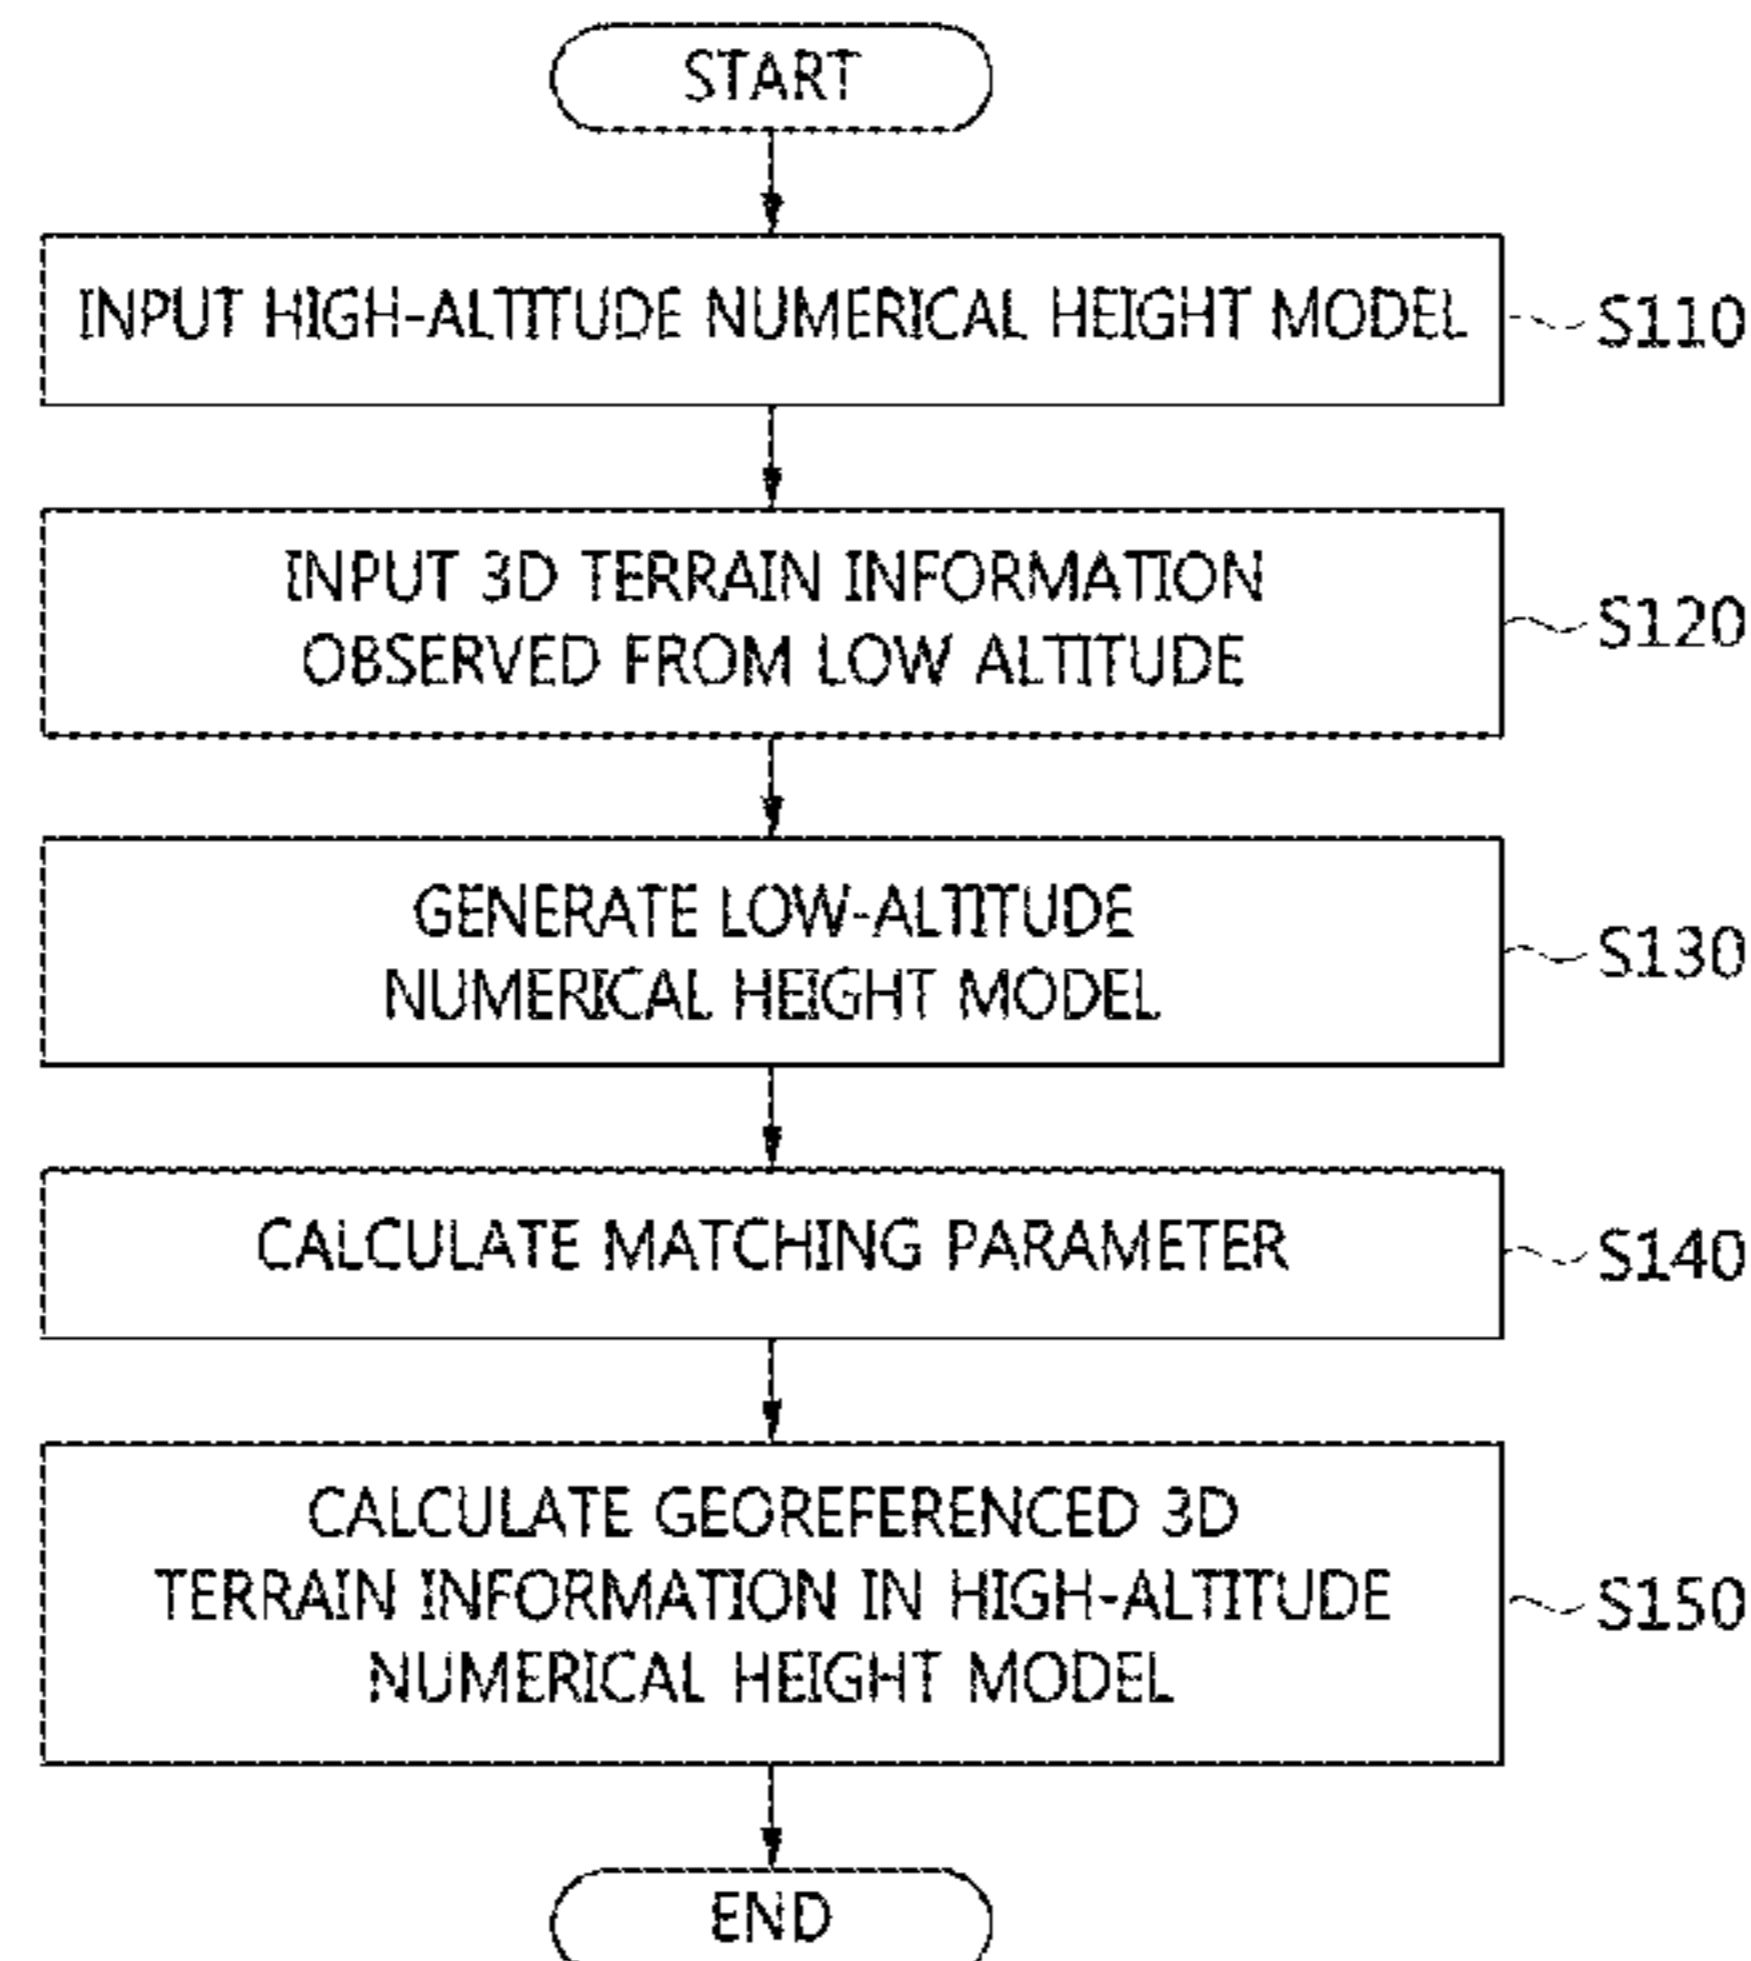 START
INPUT HIGH-ALTITUDE NUMERICAL HEIGHT MODEL
S110
INPUT 3D TERRAIN INFORMATION
OBSERVED FROM LOW ALTITUDE
S120
GENERATE LOW-ALTITUDE
NUMERICAL HEIGHT MODEL
S130
CALCULATE MATCHING PARAMETER
S140
CALCULATE GEOREFERENCED 3D
TERRAIN INFORMATION IN HIGH-ALTITUDE
NUMERICAL HEIGHT MODEL
S150
END